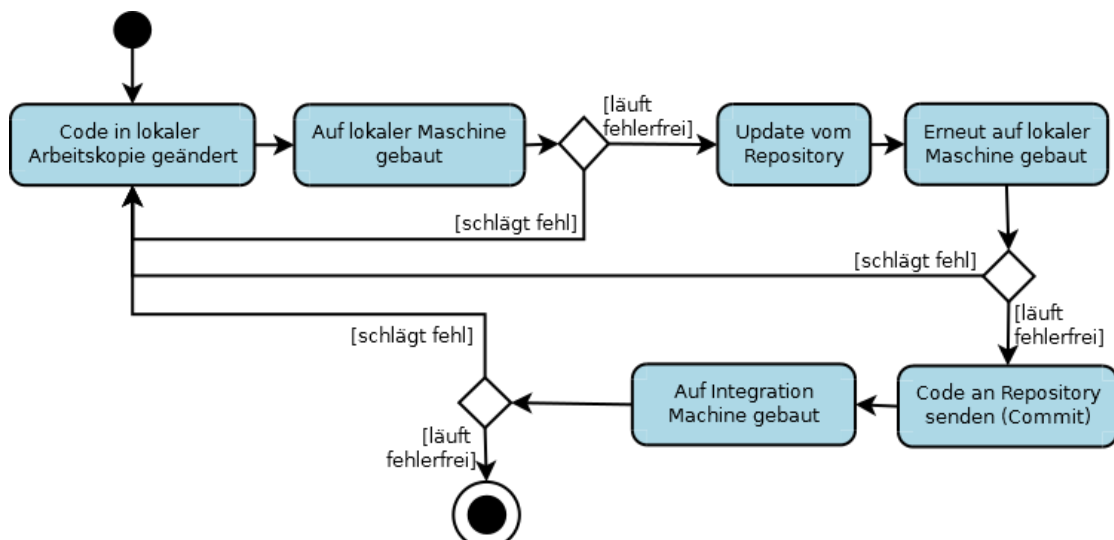 Code in lokaler
Arbeitskopie geändert
Auf lokaler Maschine
gebaut
[läuft
fehlerfrei]
Update vom
Repository
Erneut auf lokaler
Maschine gebaut
[schlägt fehl]
[schlägt fehl]
[läuft
fehlerfrei]
[schlägt fehl]
Auf Integration
Machine gebaut
Code an Repository
senden (Commit)
[läuft
fehlerfrei]